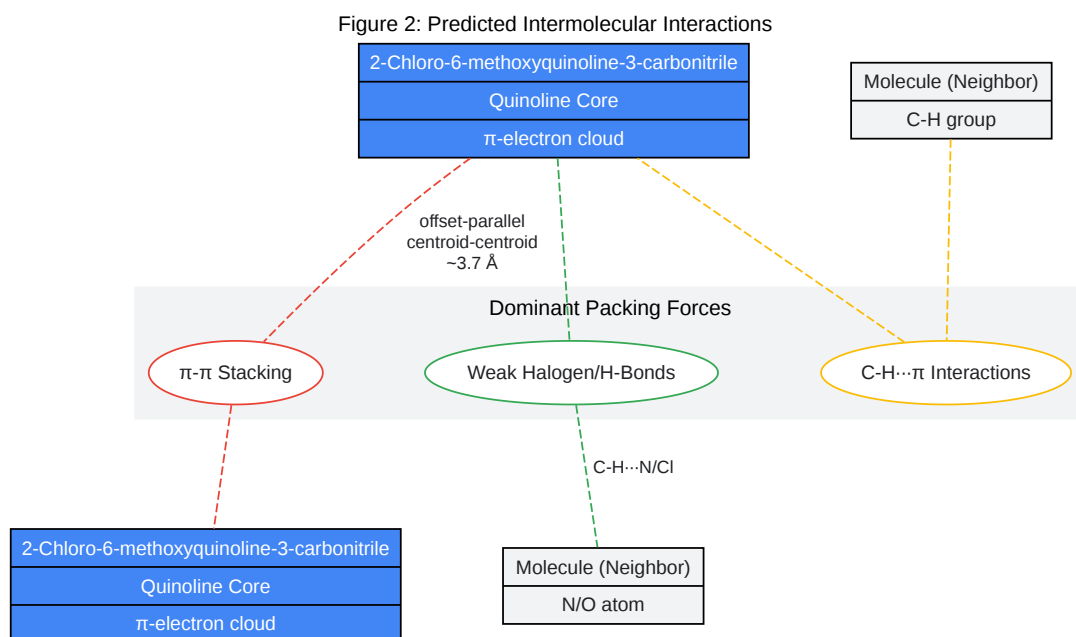 Figure 2: Predicted Intermolecular Interactions
2-Chloro-6-methoxyquinoline-3-carbonitrile
Quinoline Core
π-electron cloud
Molecule (Neighbor)
C-H group
offset-parallel
centroid-centroid
~3.7 Å
Dominant Packing Forces
π-π Stacking
Weak Halogen/H-Bonds
C-H···π Interactions
C-H···N/Cl
2-Chloro-6-methoxyquinoline-3-carbonitrile
Quinoline Core
π-electron cloud
Molecule (Neighbor)
N/O atom